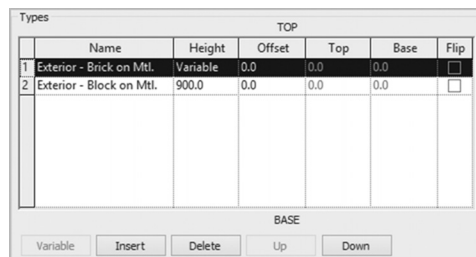 Types
TOP
Name Height Offset Top Base Flip
1 Exterior - Brick on Mtl. Variable 0.0 0.0 0.0
2 Exterior - Block on Mtl. 900.0 0.0 0.0 0.0
BASE
Variable Insert Delete Up Down